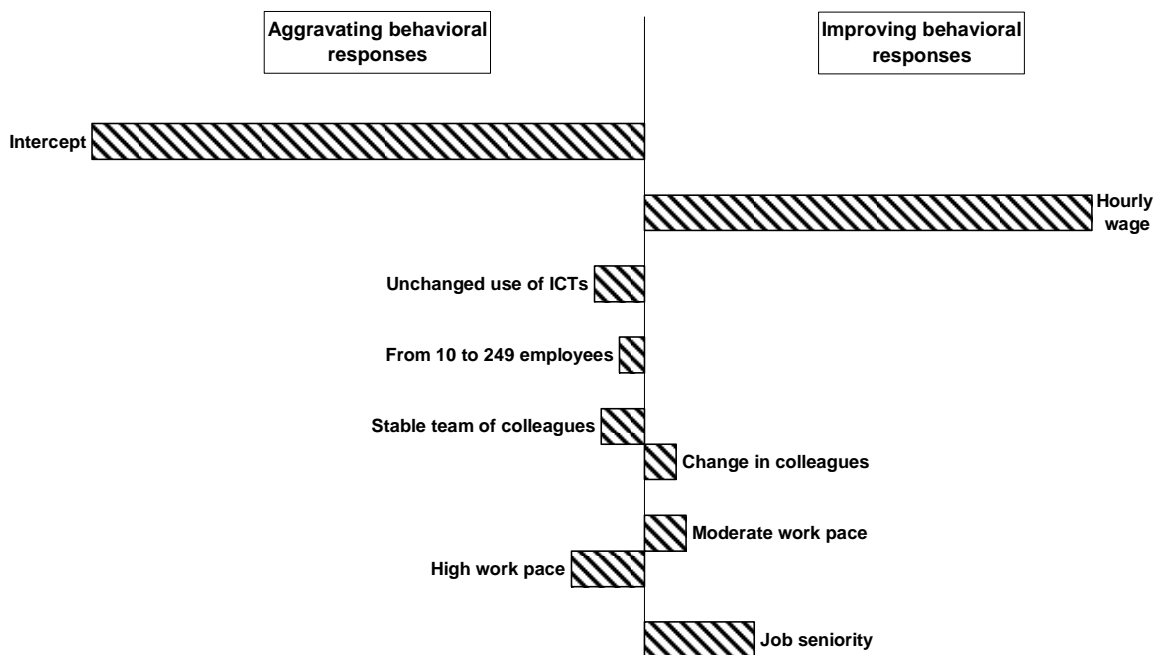 Aggravating behavioral
responses
Improving behavioral
responses
Intercept
Hourly
wage
Unchanged use of ICTs
From 10 to 249 employees
Stable team of colleagues
Change in colleagues
Moderate work pace
High work pace
Job seniority